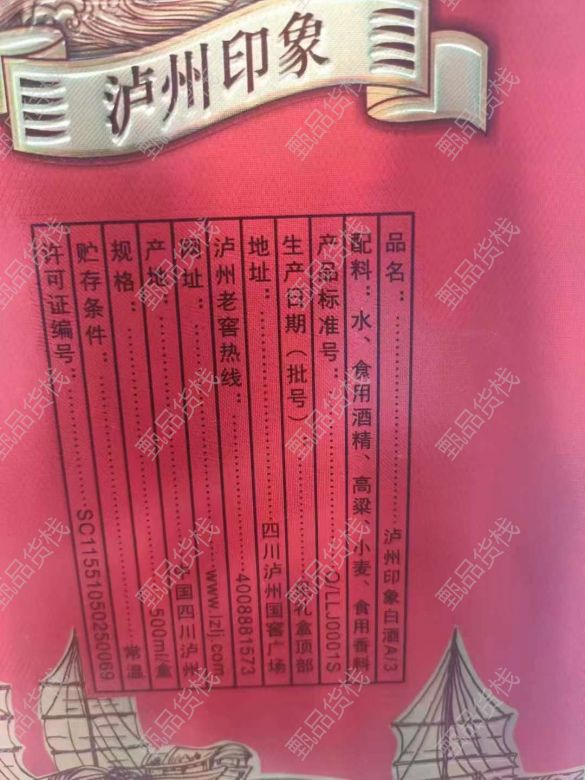 泸州印象
品名：泸州印象白酒A/3
配料：水、食用酒精、高粱、小麦、食用香料
产品标准号：Q/LLJ0001S
生产日期（批号）：礼盒顶部
地址：四川泸州国窖广场
泸州老窖热线：4008881573
网址：www.lzlj.com
产地：中国四川泸州
规格：500ml/盒
贮存条件：常温
许可证编号：SC11551050250069
甄品货栈